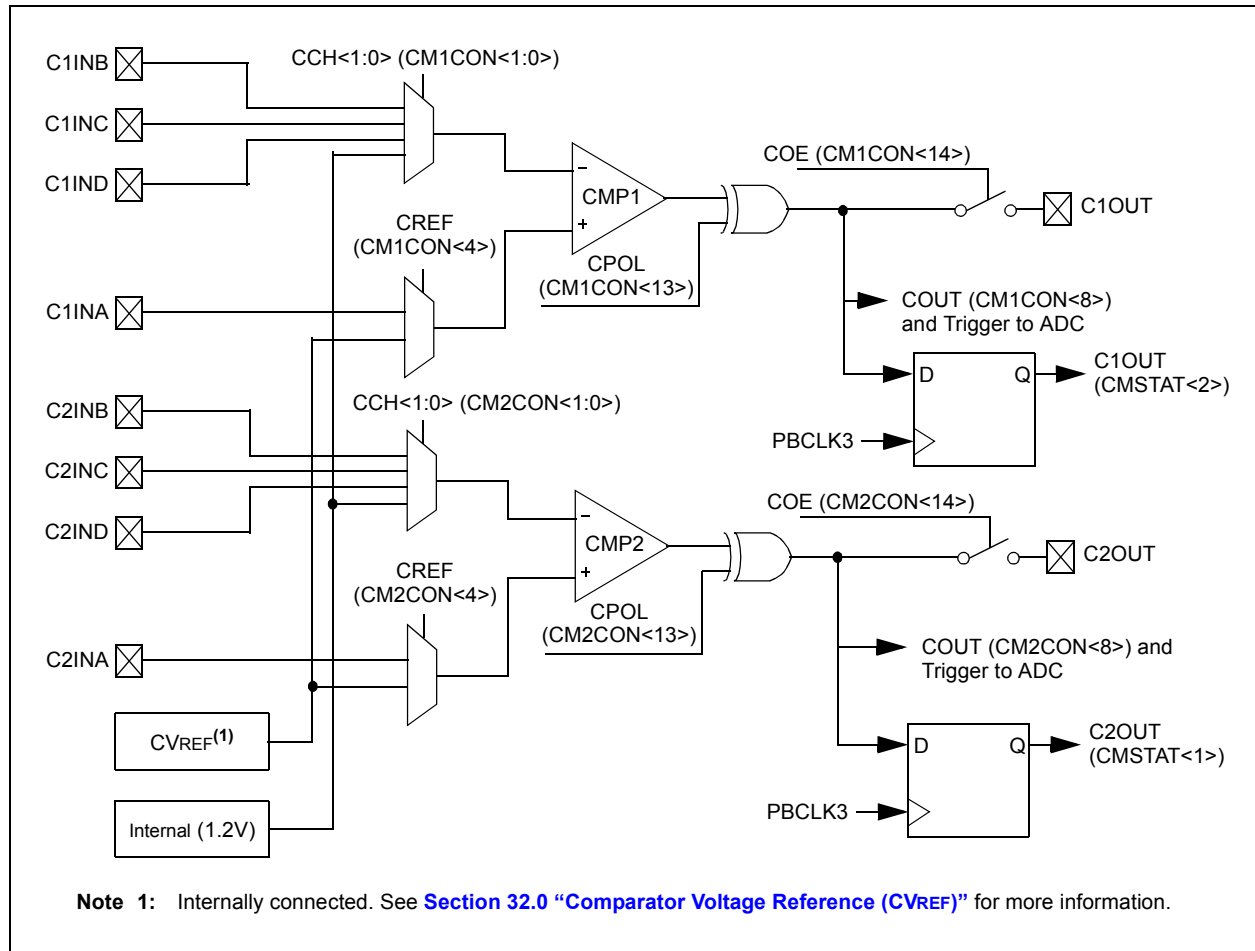 C1INB
CCH<1:0> (CM1CON<1:0>)
C1INC
COE (CM1CON<14>)
C1IND
–
CMP1
C1OUT
CREF
(CM1CON<4>)
+
CPOL
(CM1CON<13>)
C1INA
COUT (CM1CON<8>)
and Trigger to ADC
D
Q
C1OUT
(CMSTAT<2>)
C2INB
CCH<1:0> (CM2CON<1:0>)
PBCLK3
C2INC
COE (CM2CON<14>)
C2IND
–
CMP2
C2OUT
CREF
(CM2CON<4>)
+
CPOL
(CM2CON<13>)
C2INA
COUT (CM2CON<8>) and
Trigger to ADC
CVREF(1)
D
Q
C2OUT
(CMSTAT<1>)
Internal (1.2V)
PBCLK3
Note 1: Internally connected. See Section 32.0 “Comparator Voltage Reference (CVREF)” for more information.